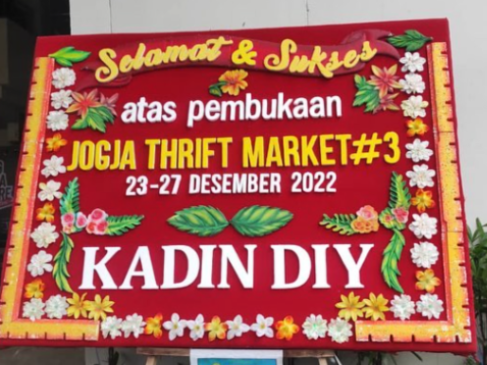 Selamat & Sukses
atas pembukaan
JOGJA THRIFT MARKET#3
23-27 DESEMBER 2022
KADIN DIY